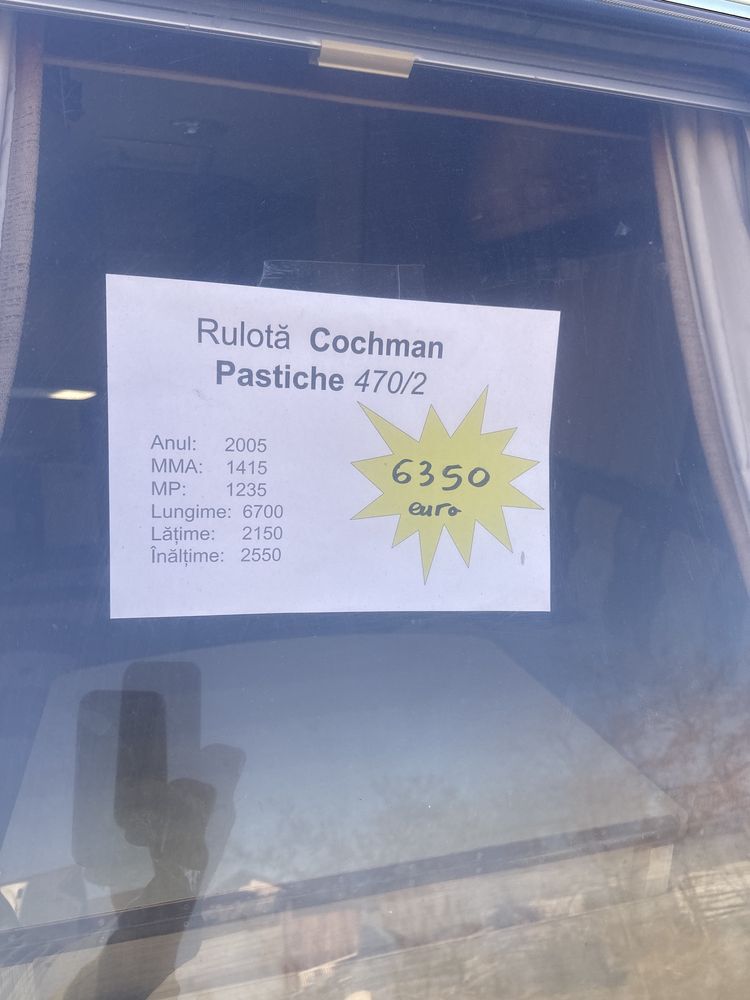 Rulotă Cochman
Pastiche 470/2
Anul: 2005
MMA: 1415
MP: 1235
Lungime: 6700
Lățime: 2150
Înălțime: 2550
6350
euro